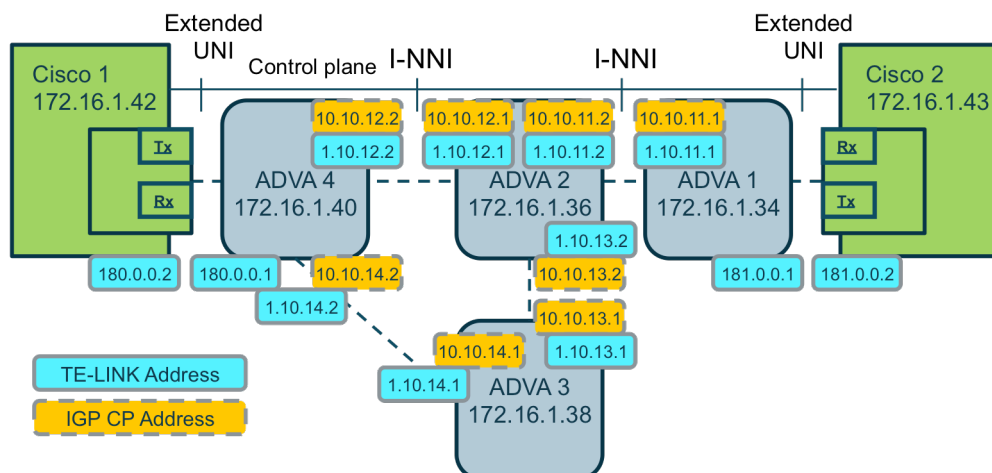 Extended
UNI
Control plane
I-NNI
I-NNI
Extended
UNI
Cisco 1
172.16.1.42
Cisco 2
172.16.1.43
10.10.12.2
1.10.12.2
10.10.12.1
1.10.12.1
10.10.11.2
1.10.11.2
10.10.11.1
1.10.11.1
Tx
Rx
ADVA 4
172.16.1.40
ADVA 2
172.16.1.36
ADVA 1
172.16.1.34
Rx
Tx
1.10.13.2
10.10.13.2
180.0.0.2
180.0.0.1
10.10.14.2
1.10.14.2
181.0.0.1
181.0.0.2
10.10.13.1
1.10.13.1
10.10.14.1
1.10.14.1
ADVA 3
172.16.1.38
TE-LINK Address
IGP CP Address